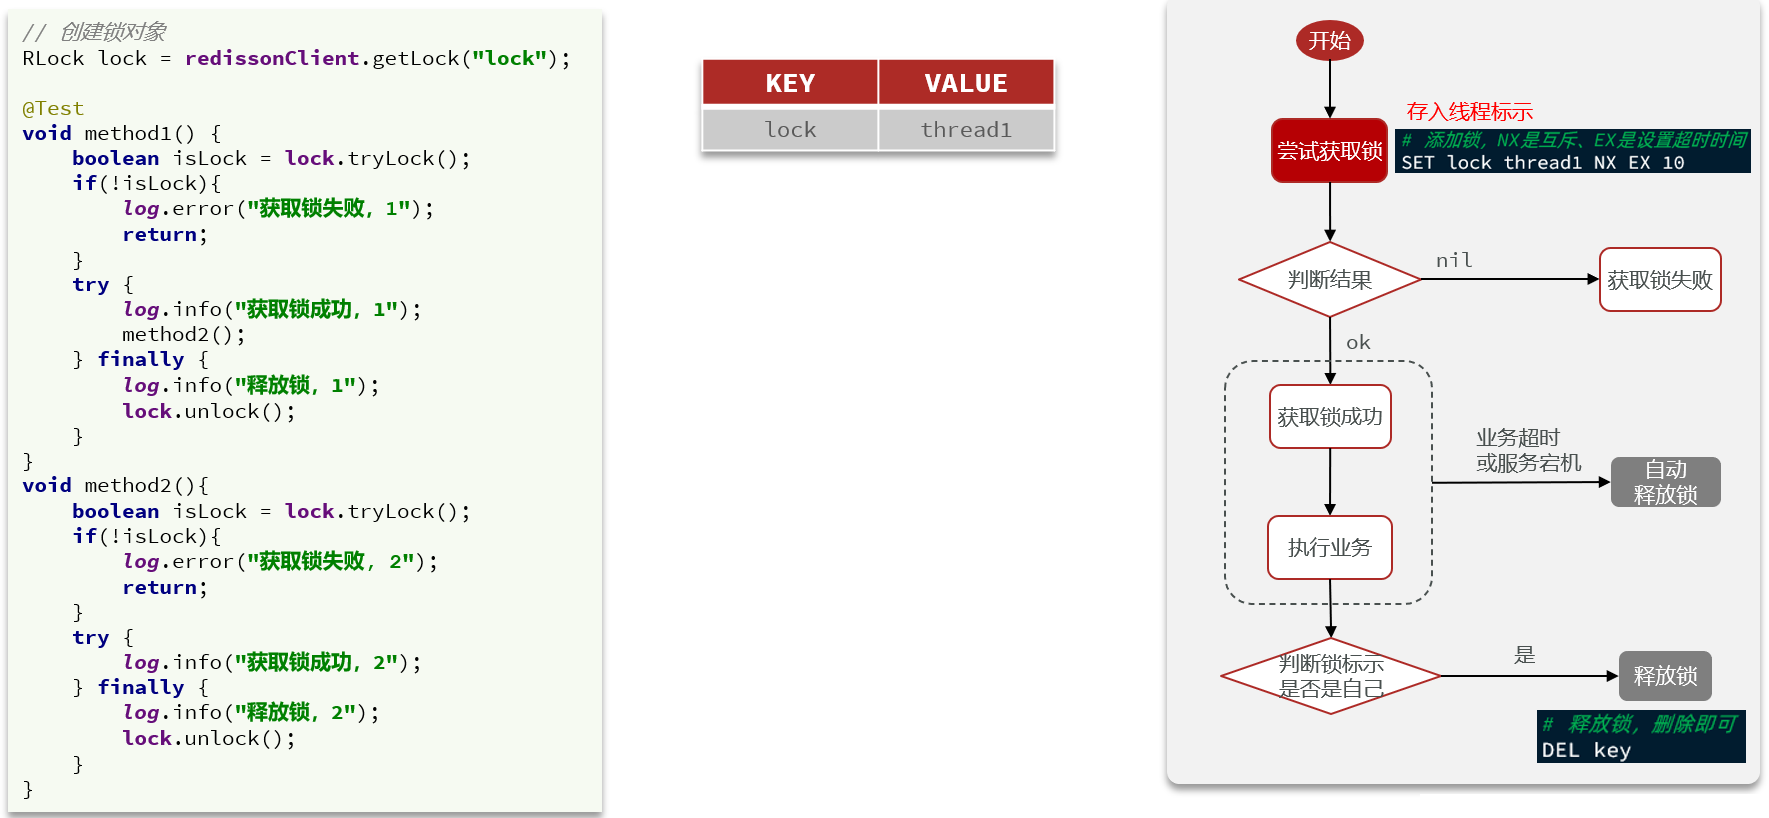 // 创建锁对象
RLock lock = redissonClient.getLock("lock");
@Test
void method1() {
boolean isLock = lock.tryLock();
if(!isLock){
log.error("获取锁失败，1");
return;
}
try {
log.info("获取锁成功，1");
method2();
} finally {
log.info("释放锁，1");
lock.unlock();
}
}
void method2(){
boolean isLock = lock.tryLock();
if(!isLock){
log.error("获取锁失败，2");
return;
}
try {
log.info("获取锁成功，2");
} finally {
log.info("释放锁，2");
lock.unlock();
}
}
KEY VALUE
lock thread1
开始
存入线程标示
尝试获取锁
# 添加锁，NX是互斥、EX是设置超时时间
SET lock thread1 NX EX 10
判断结果
nil
获取锁失败
ok
获取锁成功
业务超时
或服务宕机
自动
释放锁
执行业务
判断锁标示
是否是自己
是
释放锁
# 释放锁，删除即可
DEL key